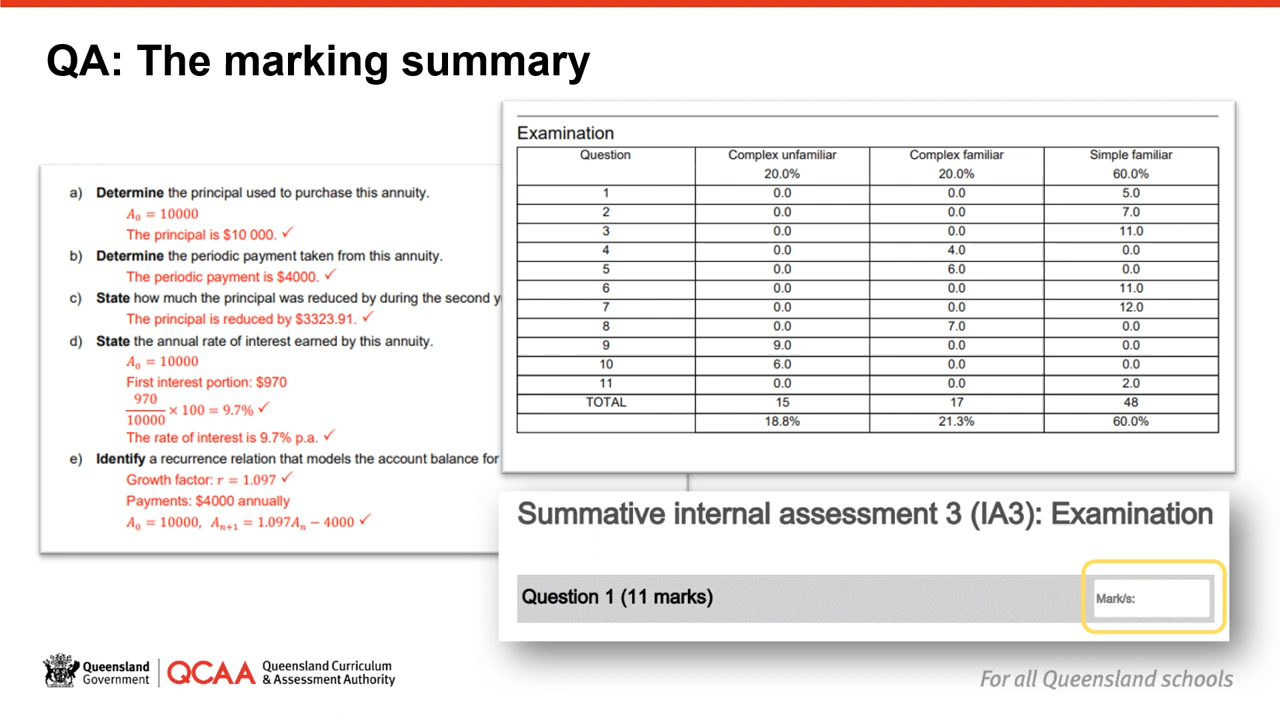 QA: The marking summary
a) Determine the principal used to purchase this annuity.
A₀ = 10000
The principal is $10 000. ✓
b) Determine the periodic payment taken from this annuity.
The periodic payment is $4000. ✓
c) State how much the principal was reduced by during the second y
The principal is reduced by $3323.91. ✓
d) State the annual rate of interest earned by this annuity.
A₀ = 10000
First interest portion: $970
970
10000 × 100 = 9.7% ✓
The rate of interest is 9.7% p.a. ✓
e) Identify a recurrence relation that models the account balance for
Growth factor: r = 1.097 ✓
Payments: $4000 annually
A₀ = 10000, Aₙ₊₁ = 1.097Aₙ − 4000 ✓
Examination
Question Complex unfamiliar Complex familiar Simple familiar
20.0% 20.0% 60.0%
1 0.0 0.0 5.0
2 0.0 0.0 7.0
3 0.0 0.0 11.0
4 0.0 4.0 0.0
5 0.0 6.0 0.0
6 0.0 0.0 11.0
7 0.0 0.0 12.0
8 0.0 7.0 0.0
9 9.0 0.0 0.0
10 6.0 0.0 0.0
11 0.0 0.0 2.0
TOTAL 15 17 48
18.8% 21.3% 60.0%
Summative internal assessment 3 (IA3): Examination
Question 1 (11 marks) Mark/s:
Queensland
Government
QCAA
Queensland Curriculum
& Assessment Authority
For all Queensland schools